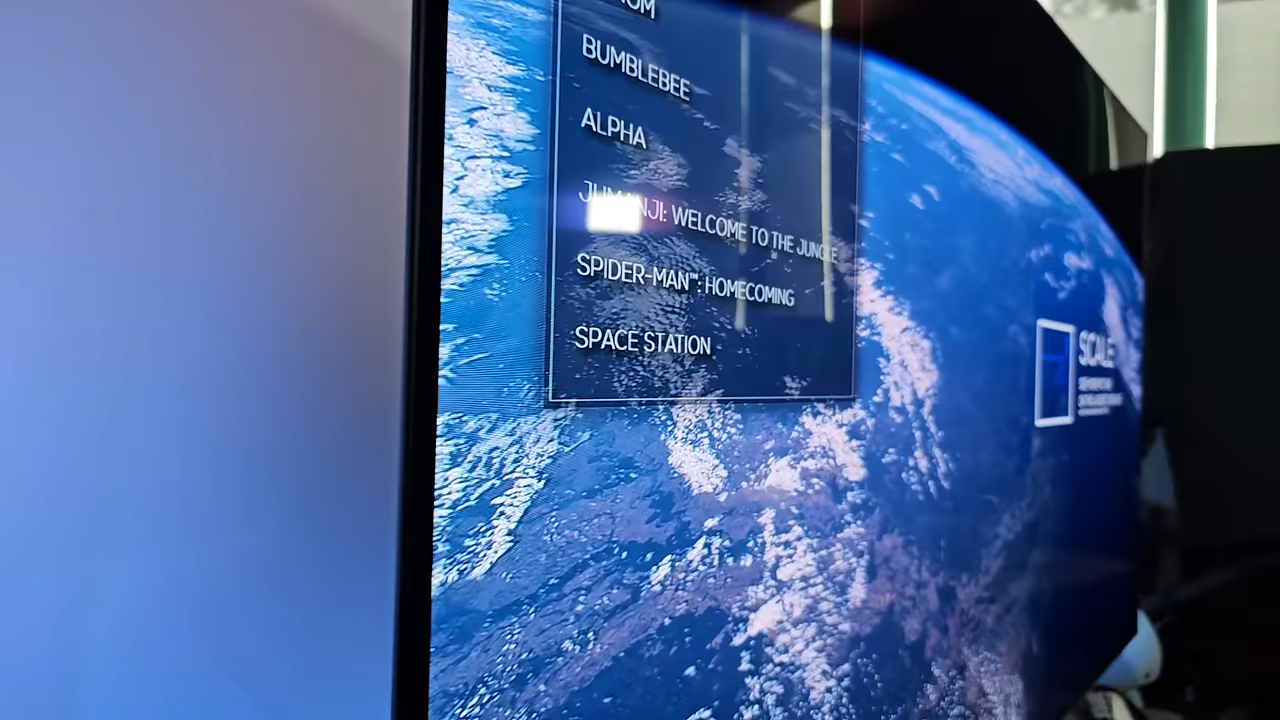 BUMBLEBEE
ALPHA
JUMANJI: WELCOME TO THE JUNGLE
SPIDER-MAN™: HOMECOMING
SPACE STATION
SCALE